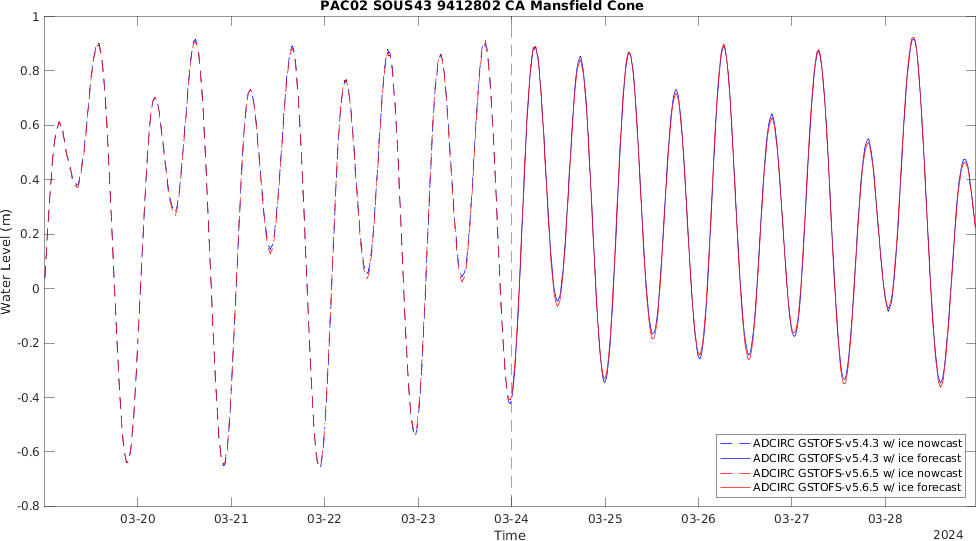 PAC02 SOUS43 9412802 CA Mansfield Cone
1
0.8
0.6
0.4
0.2
0
-0.2
-0.4
-0.6
-0.8
Water Level (m)
03-20
03-21
03-22
03-23
03-24
03-25
03-26
03-27
03-28
Time
2024
ADCIRC GSTOFS-v5.4.3 w/ ice nowcast
ADCIRC GSTOFS-v5.4.3 w/ ice forecast
ADCIRC GSTOFS-v5.6.5 w/ ice nowcast
ADCIRC GSTOFS-v5.6.5 w/ ice forecast